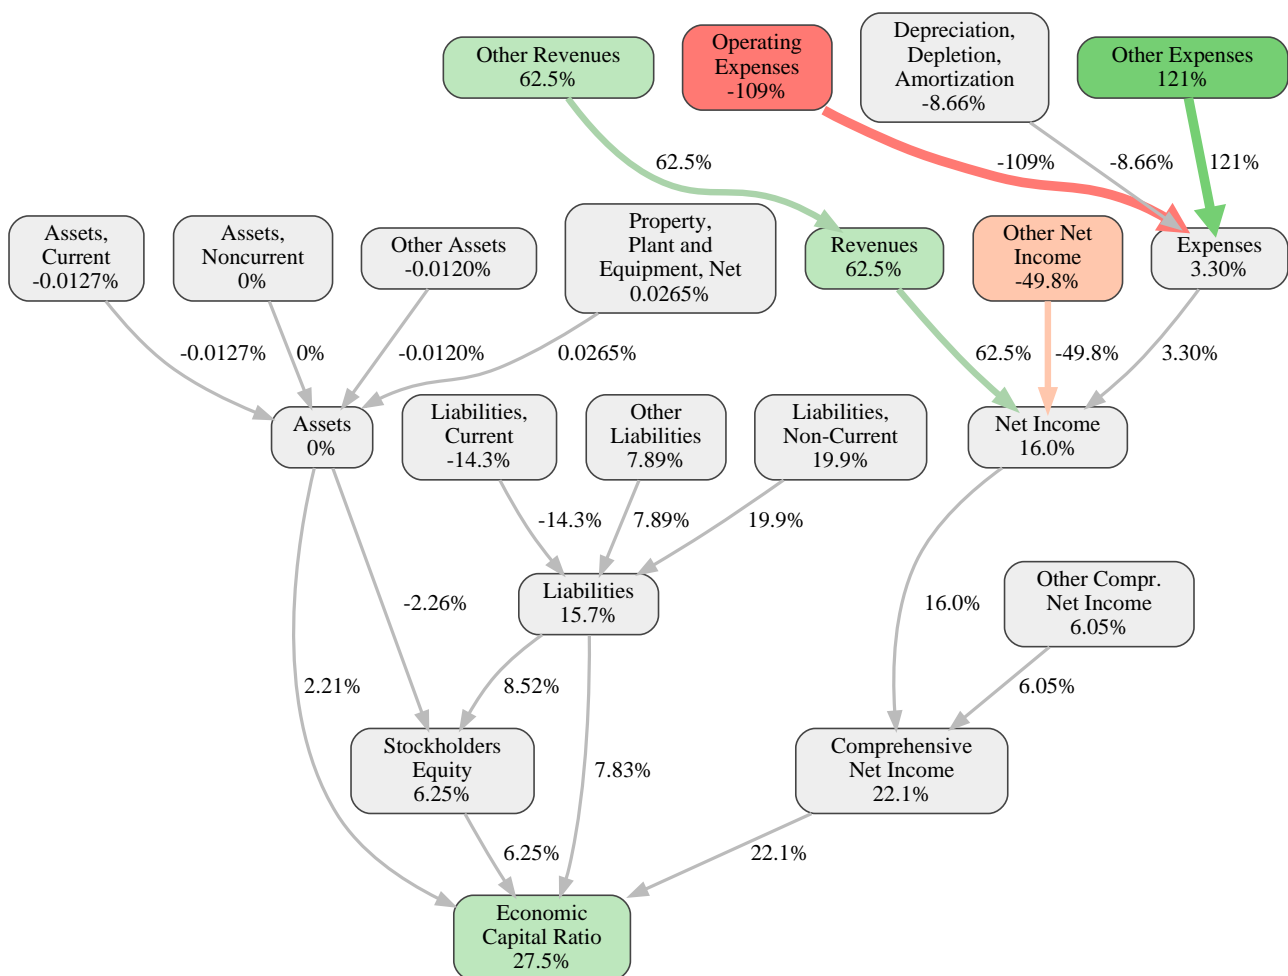 Other Revenues
62.5%
Operating
Expenses
-109%
Depreciation,
Depletion,
Amortization
-8.66%
Other Expenses
121%
62.5%
-109%
-8.66%
121%
Assets,
Current
-0.0127%
Assets,
Noncurrent
0%
Other Assets
-0.0120%
Property,
Plant and
Equipment, Net
0.0265%
Revenues
62.5%
Other Net
Income
-49.8%
Expenses
3.30%
-0.0127%
0%
-0.0120%
0.0265%
62.5%
-49.8%
3.30%
Assets
0%
Liabilities,
Current
-14.3%
Other
Liabilities
7.89%
Liabilities,
Non-Current
19.9%
Net Income
16.0%
-14.3%
7.89%
19.9%
Liabilities
15.7%
Other Compr.
Net Income
6.05%
-2.26%
16.0%
2.21%
8.52%
6.05%
Stockholders
Equity
6.25%
7.83%
Comprehensive
Net Income
22.1%
6.25%
22.1%
Economic
Capital Ratio
27.5%